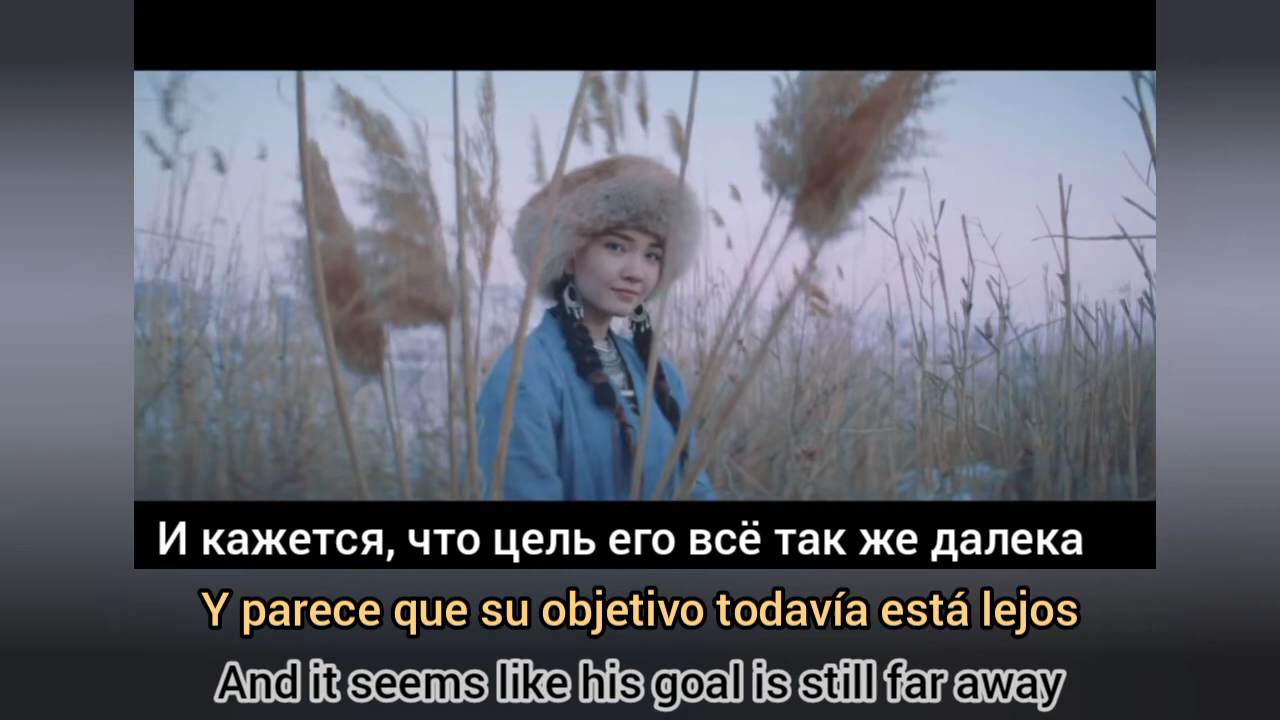 И кажется, что цель его всё так же далека
Y parece que su objetivo todavía está lejos
And it seems like his goal is still far away